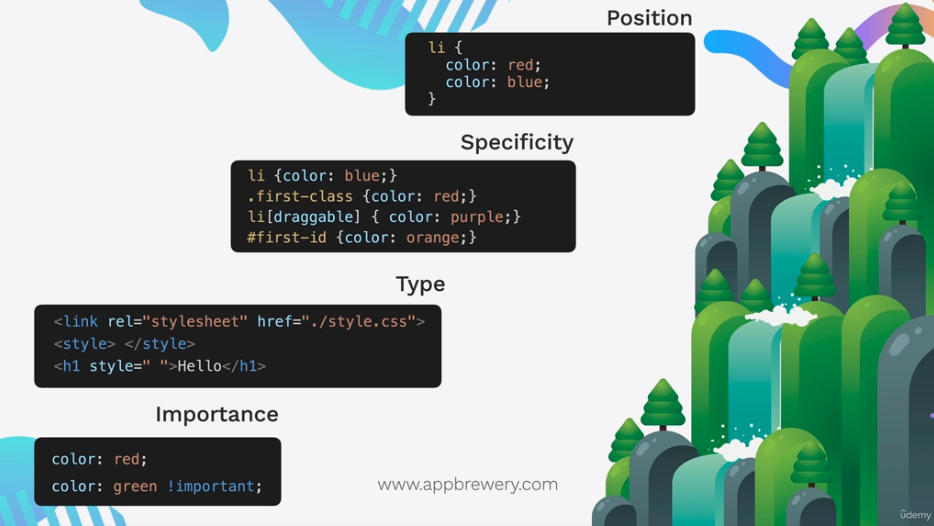 Position
li {
color: red;
color: blue;
}
Specificity
li {color: blue;}
.first-class {color: red;}
li[draggable] { color: purple;}
#first-id {color: orange;}
Type
<link rel="stylesheet" href="./style.css">
<style> </style>
<h1 style=" ">Hello</h1>
Importance
color: red;
color: green !important;
www.appbrewery.com
udemy